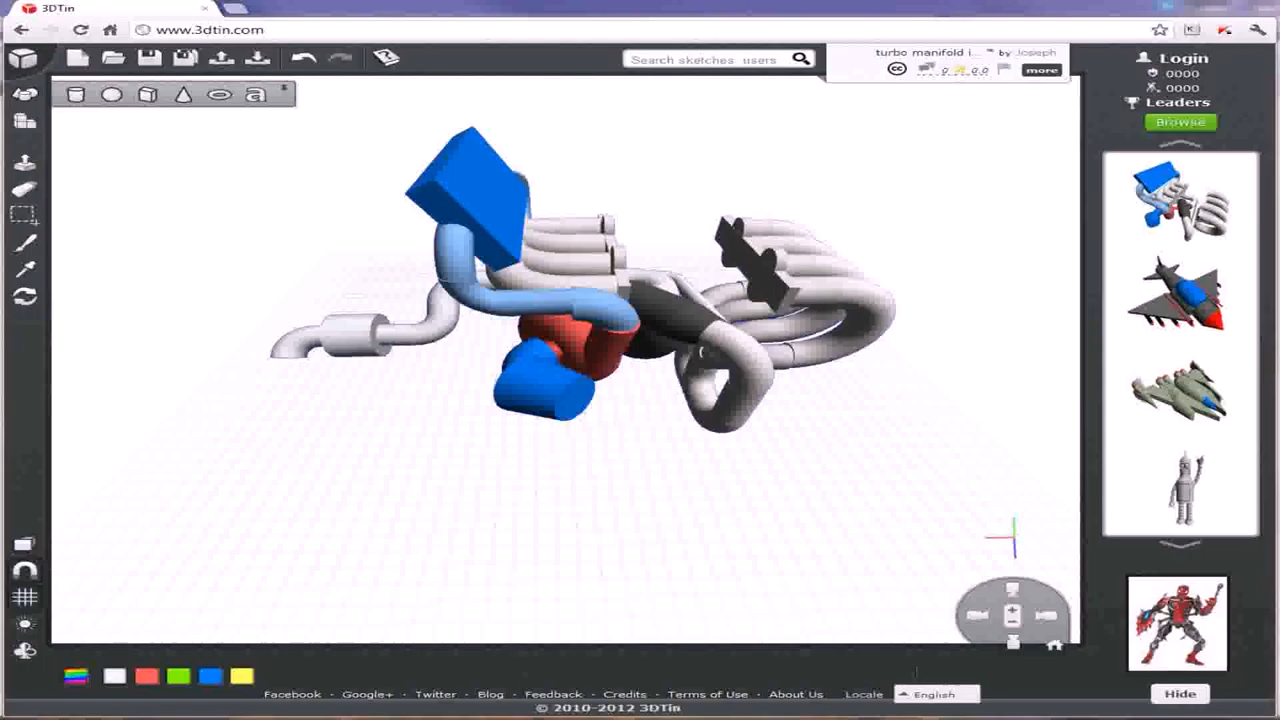 3DTin
www.3dtin.com
Search sketches users
turbo manifold i... by Joseph
more
Login
0000
0000
Leaders
Browse
Facebook · Google+ · Twitter · Blog · Feedback · Credits · Terms of Use · About Us
Locale
English
© 2010-2012 3DTin
Hide